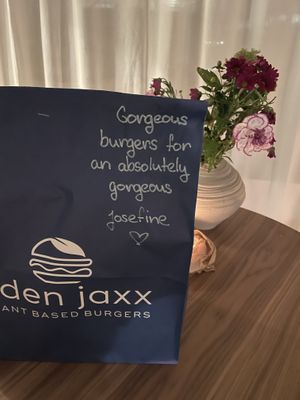 Gorgeous
burgers for
an absolutely
gorgeous
Josefine
den jaxx
ANT BASED BURGERS